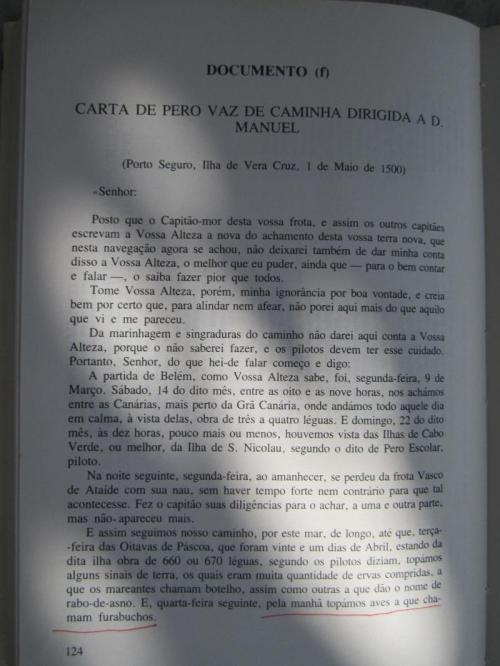 DOCUMENTO (f)
CARTA DE PERO VAZ DE CAMINHA DIRIGIDA A D.
MANUEL
(Porto Seguro, Ilha de Vera Cruz, 1 de Maio de 1500)
«Senhor:
Posto que o Capitão-mor desta vossa frota, e assim os outros capitães
escrevam a Vossa Alteza a nova do achamento desta vossa terra nova, que
nesta navegação agora se achou, não deixarei também de dar minha conta
disso a Vossa Alteza, o melhor que eu puder, ainda que — para o bem contar
e falar —, o saiba fazer pior que todos.
Tome Vossa Alteza, porém, minha ignorância por boa vontade, e creia
bem por certo que, para alindar nem afear, não porei aqui mais do que aquilo
que vi e me pareceu.
Da marinhagem e singraduras do caminho não darei aqui conta a Vossa
Alteza, porque o não saberei fazer, e os pilotos devem ter esse cuidado.
Portanto, Senhor, do que hei-de falar começo e digo:
A partida de Belém, como Vossa Alteza sabe, foi, segunda-feira, 9 de
Março. Sábado, 14 do dito mês, entre as oito e as nove horas, nos achámos
entre as Canárias, mais perto da Grã Canária, onde andámos todo aquele dia
em calma, à vista delas, obra de três a quatro léguas. E domingo, 22 do dito
mês, às dez horas, pouco mais ou menos, houvemos vista das Ilhas de Cabo
Verde, ou melhor, da Ilha de S. Nicolau, segundo o dito de Pero Escolar,
piloto.
Na noite seguinte, segunda-feira, ao amanhecer, se perdeu da frota Vasco
de Ataíde com sua nau, sem haver tempo forte nem contrário para que tal
acontecesse. Fez o capitão suas diligências para o achar, a uma e outra parte,
mas não apareceu mais.
E assim seguimos nosso caminho, por este mar, de longo, até que, terça-
-feira das Oitavas de Páscoa, que foram vinte e um dias de Abril, estando da
dita ilha obra de 660 ou 670 léguas, segundo os pilotos diziam, topámos
alguns sinais de terra, os quais eram muita quantidade de ervas compridas, a
que os mareantes chamam botelho, assim como outras a que dão o nome de
rabo-de-asno. E, quarta-feira seguinte, pela manhã topámos aves a que cha-
mam furabuchos.
124